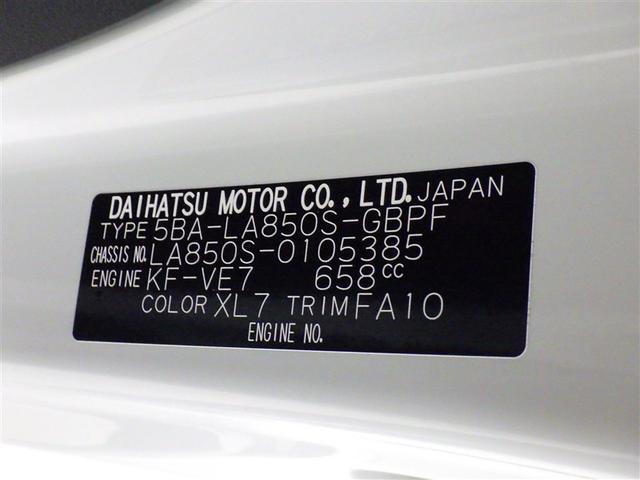 DAIHATSU MOTOR CO., LTD. JAPAN
TYPE 5BA-LA850S-GBPF
CHASSIS NO. LA850S-0105385
ENGINE KF-VE7 658CC
COLOR XL7 TRIM FA10
ENGINE NO.